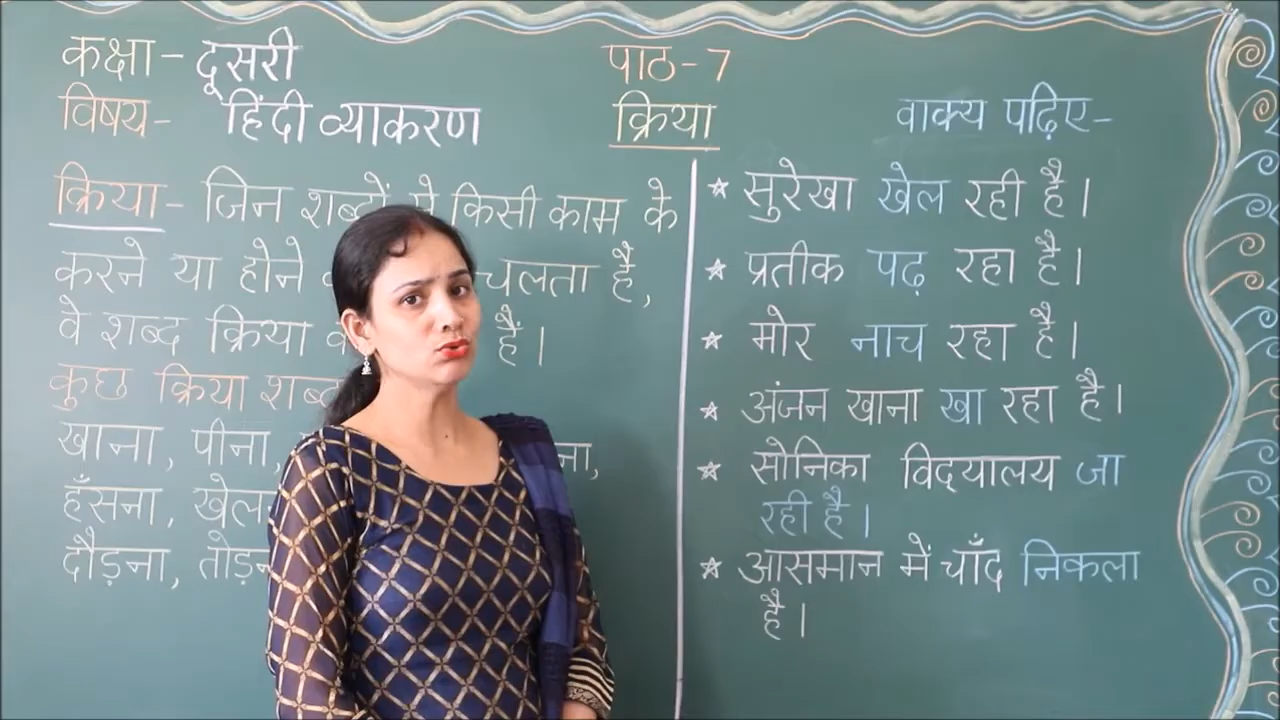 कक्षा- दूसरी
विषय- हिंदी व्याकरण
पाठ-7
क्रिया
क्रिया- जिन शब्दों से किसी काम के
करने या होने चलता है,
वे शब्द क्रिया हैं।
कुछ क्रिया शब्द
खाना, पीना,
हँसना,
दौड़ना,
वाक्य पढ़िए-
* सुरेखा खेल रही है।
* प्रतीक पढ़ रहा है।
* मोर नाच रहा है।
* अंजन खाना खा रहा है।
* सोनिका विद्यालय जा
रही है।
* आसमान में चाँद निकला
है।